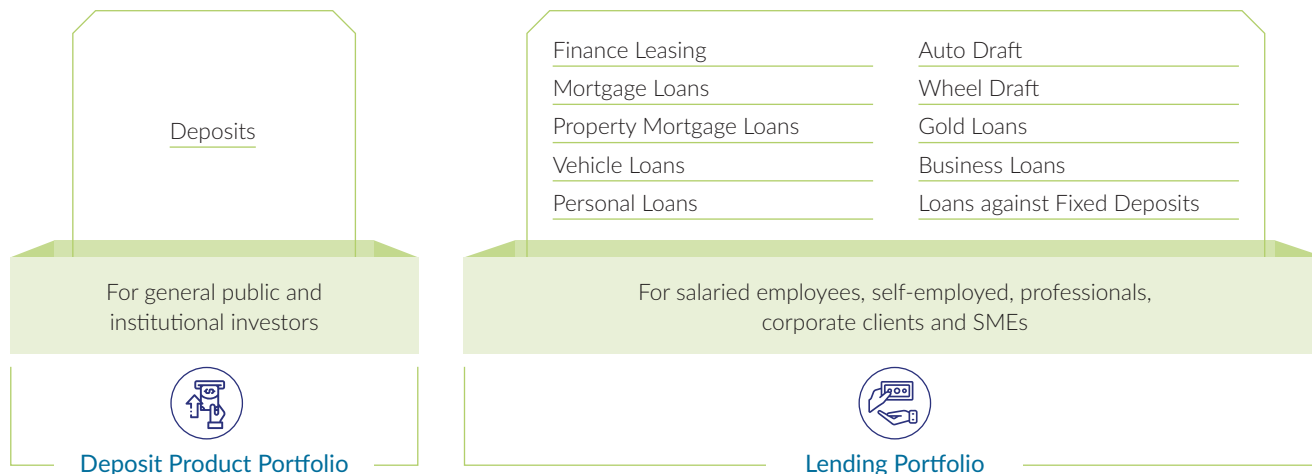 Deposits
For general public and
institutional investors
Deposit Product Portfolio
Finance Leasing
Mortgage Loans
Property Mortgage Loans
Vehicle Loans
Personal Loans
Auto Draft
Wheel Draft
Gold Loans
Business Loans
Loans against Fixed Deposits
For salaried employees, self-employed, professionals,
corporate clients and SMEs
Lending Portfolio